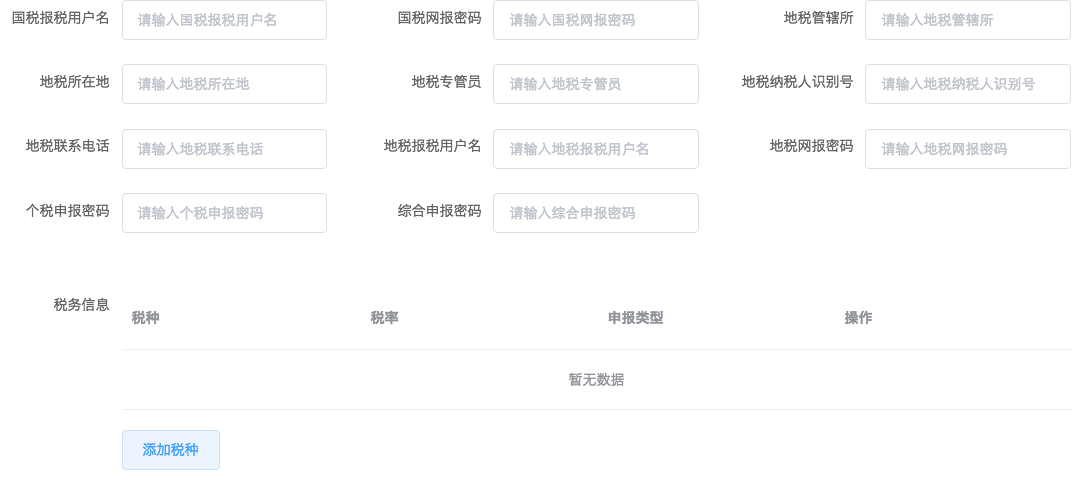 国税报税用户名 请输入国税报税用户名 国税网报密码 请输入国税网报密码 地税管辖所 请输入地税管辖所
地税所在地 请输入地税所在地 地税专管员 请输入地税专管员 地税纳税人识别号 请输入地税纳税人识别号
地税联系电话 请输入地税联系电话 地税报税用户名 请输入地税报税用户名 地税网报密码 请输入地税网报密码
个税申报密码 请输入个税申报密码 综合申报密码 请输入综合申报密码
税务信息
税种 税率 申报类型 操作
暂无数据
添加税种